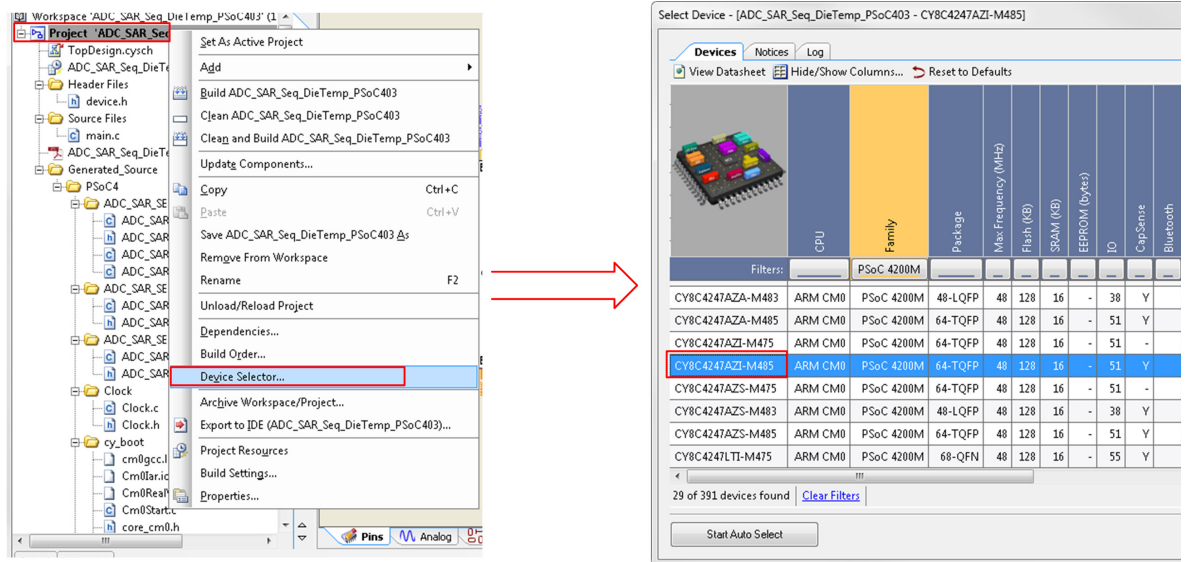 Workspace 'ADC_SAR_Seq_DieTemp_PSoC403' (1
Project 'ADC_SAR_Sec
TopDesign.cysch
ADC_SAR_Seq_DieTe
Header Files
device.h
Source Files
main.c
ADC_SAR_Seq_DieTe
Generated_Source
PSoC4
ADC_SAR_SE
ADC_SAR
ADC_SAR
ADC_SAR
ADC_SAR
ADC_SAR_SE
ADC_SAR
ADC_SAR
ADC_SAR_SE
ADC_SAR
ADC_SAR
Clock
Clock.c
Clock.h
cy_boot
cm0gcc.l
Cm0Iar.ic
Cm0Real
Cm0Start.c
core_cm0.h
Set As Active Project
Add
Build ADC_SAR_Seq_DieTemp_PSoC403
Clean ADC_SAR_Seq_DieTemp_PSoC403
Clean and Build ADC_SAR_Seq_DieTemp_PSoC403
Update Components...
Copy Ctrl+C
Paste Ctrl+V
Save ADC_SAR_Seq_DieTemp_PSoC403 As
Remove From Workspace
Rename F2
Unload/Reload Project
Dependencies...
Build Order...
Device Selector...
Archive Workspace/Project...
Export to IDE (ADC_SAR_Seq_DieTemp_PSoC403)...
Project Resources
Build Settings...
Properties...
Pins Analog
Select Device - [ADC_SAR_Seq_DieTemp_PSoC403 - CY8C4247AZI-M485]
Devices Notices Log
View Datasheet Hide/Show Columns... Reset to Defaults
CPU Family Package Max Frequency (MHz) Flash (KB) SRAM (KB) EEPROM (bytes) IO CapSense Bluetooth
Filters: PSoC 4200M
CY8C4247AZA-M483 ARM CM0 PSoC 4200M 48-LQFP 48 128 16 - 38 Y
CY8C4247AZA-M485 ARM CM0 PSoC 4200M 64-TQFP 48 128 16 - 51 Y
CY8C4247AZI-M475 ARM CM0 PSoC 4200M 64-TQFP 48 128 16 - 51 -
CY8C4247AZI-M485 ARM CM0 PSoC 4200M 64-TQFP 48 128 16 - 51 Y
CY8C4247AZS-M475 ARM CM0 PSoC 4200M 64-TQFP 48 128 16 - 51 -
CY8C4247AZS-M483 ARM CM0 PSoC 4200M 48-LQFP 48 128 16 - 38 Y
CY8C4247AZS-M485 ARM CM0 PSoC 4200M 64-TQFP 48 128 16 - 51 Y
CY8C4247LTI-M475 ARM CM0 PSoC 4200M 68-QFN 48 128 16 - 55 Y
29 of 391 devices found Clear Filters
Start Auto Select